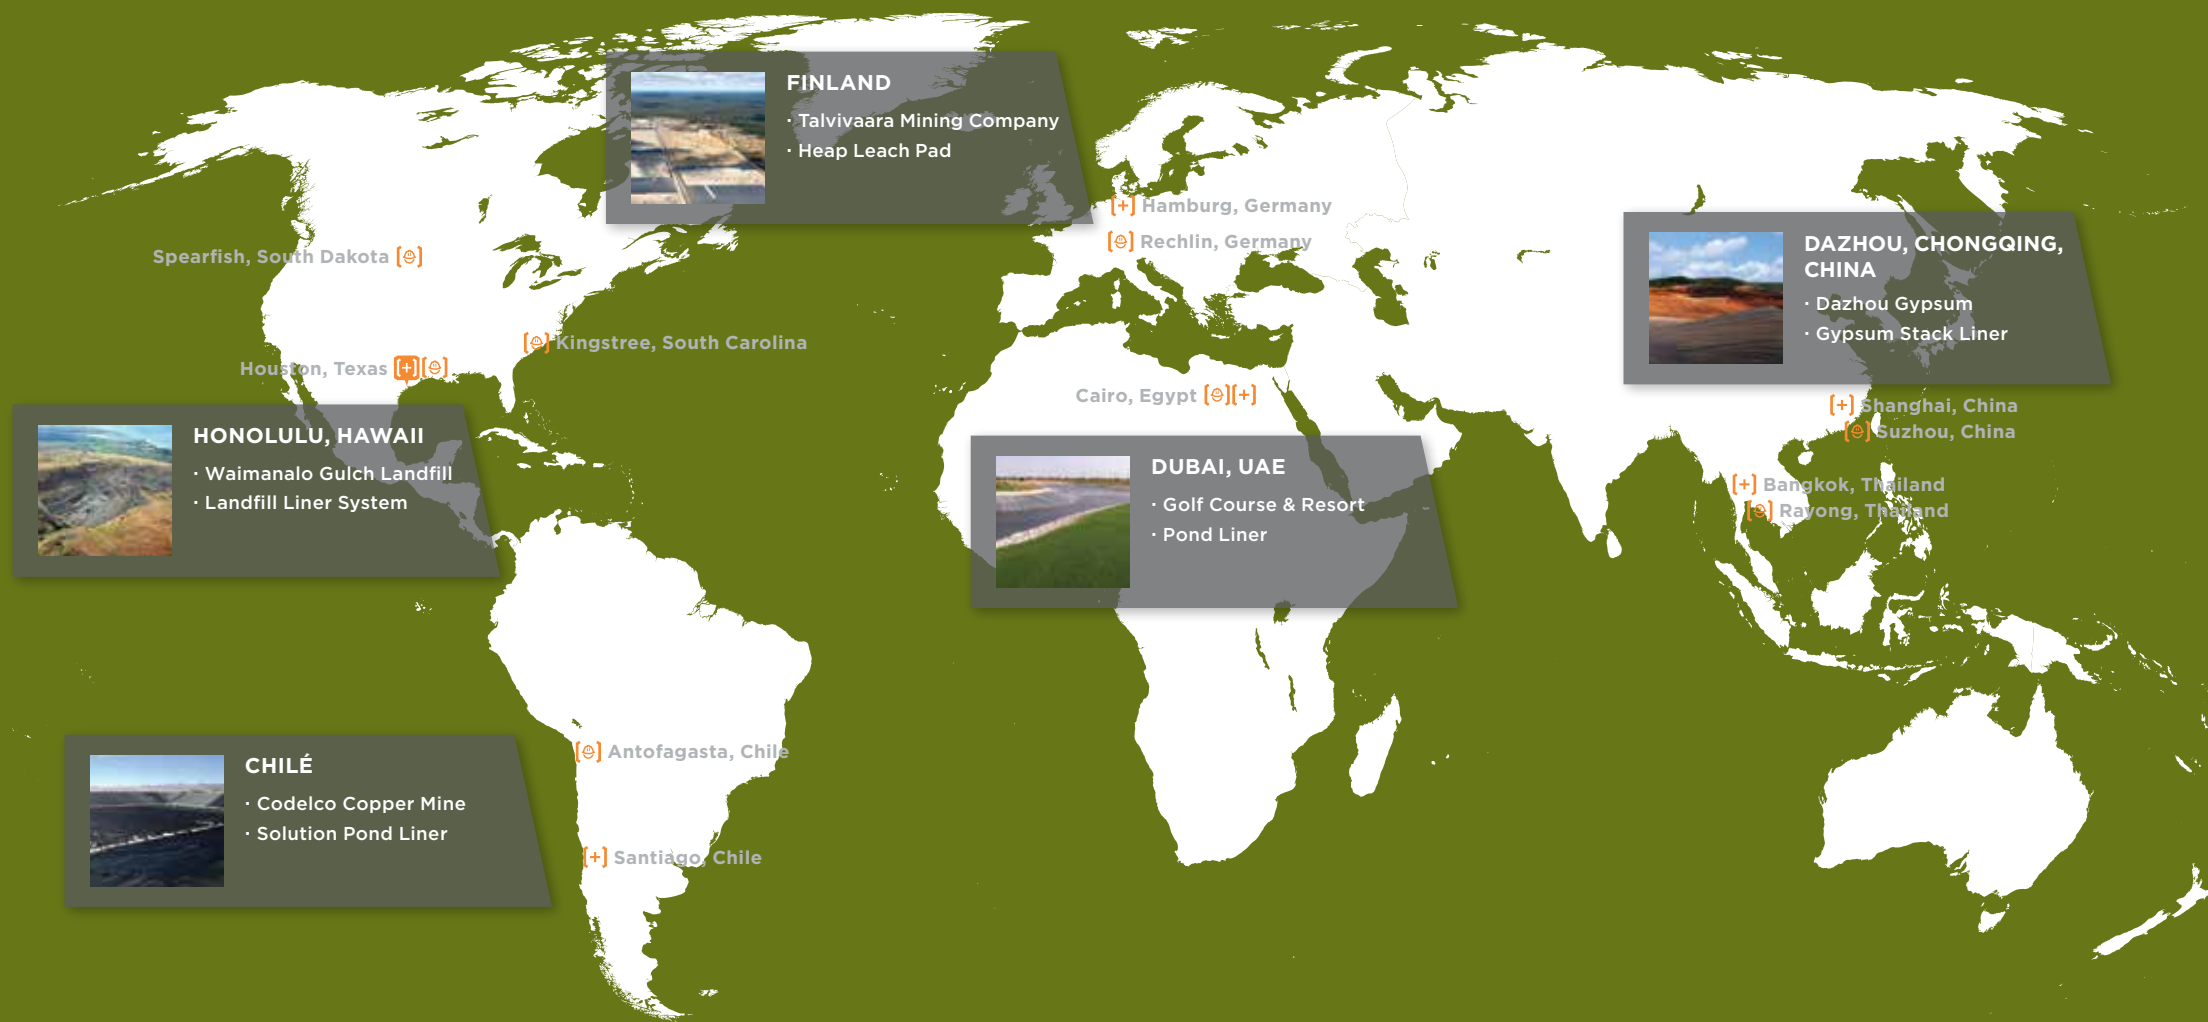 FINLAND
· Talvivaara Mining Company
· Heap Leach Pad
[+] Hamburg, Germany
Rechlin, Germany
Spearfish, South Dakota
DAZHOU, CHONGQING,
CHINA
· Dazhou Gypsum
· Gypsum Stack Liner
Kingstree, South Carolina
Houston, Texas [+]
Cairo, Egypt [+]
[+] Shanghai, China
Suzhou, China
HONOLULU, HAWAII
· Waimanalo Gulch Landfill
· Landfill Liner System
DUBAI, UAE
· Golf Course & Resort
· Pond Liner
[+] Bangkok, Thailand
Rayong, Thailand
Antofagasta, Chile
CHILÉ
· Codelco Copper Mine
· Solution Pond Liner
[+] Santiago, Chile